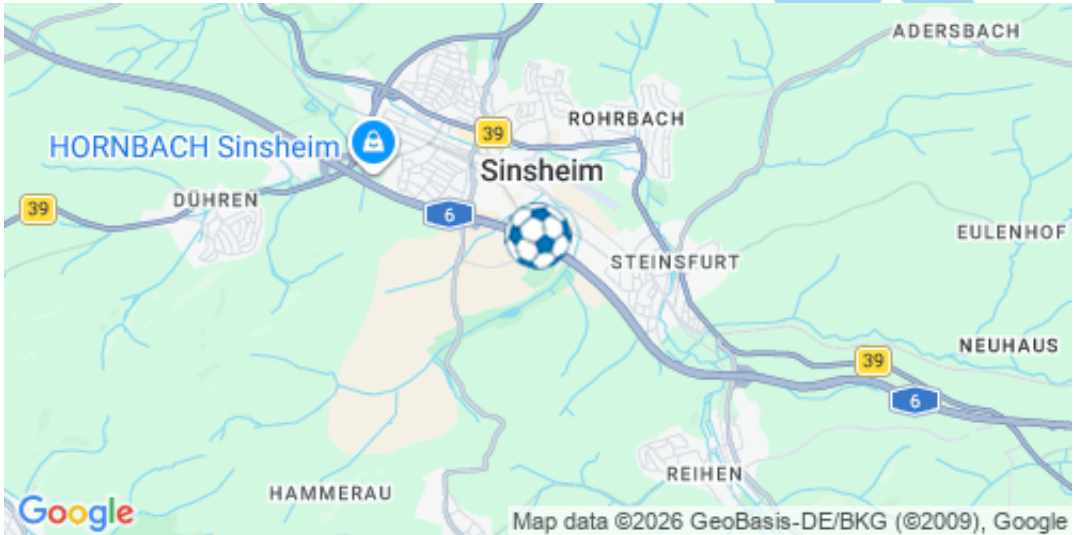 ADERSBACH
ROHRBACH
39
HORNBACH Sinsheim
Sinsheim
DÜHREN
39
6
EULENHOF
STEINSFURT
NEUHAUS
39
6
REIHEN
HAMMERAU
Google
Map data ©2026 GeoBasis-DE/BKG (©2009), Google